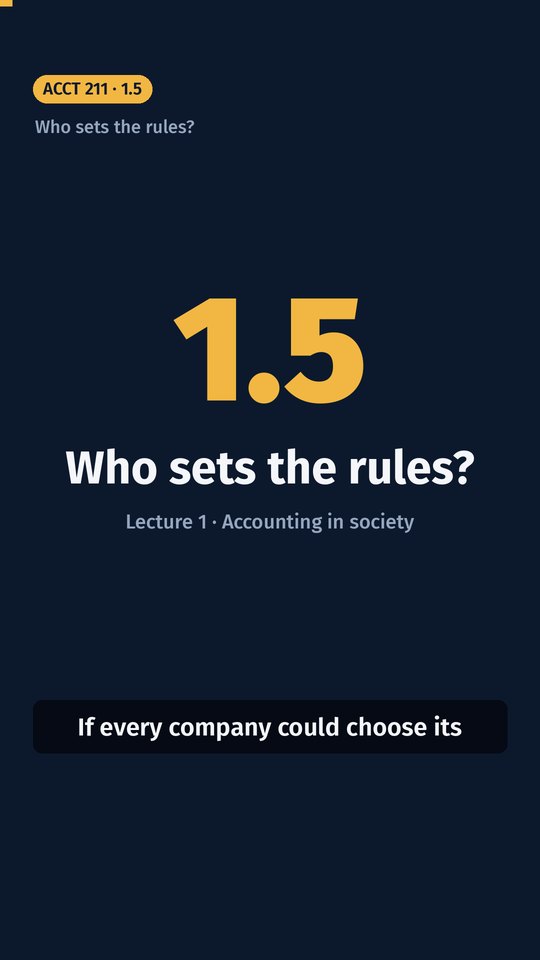 ACCT 211 · 1.5
Who sets the rules?
1.5
Who sets the rules?
Lecture 1 · Accounting in society
If every company could choose its